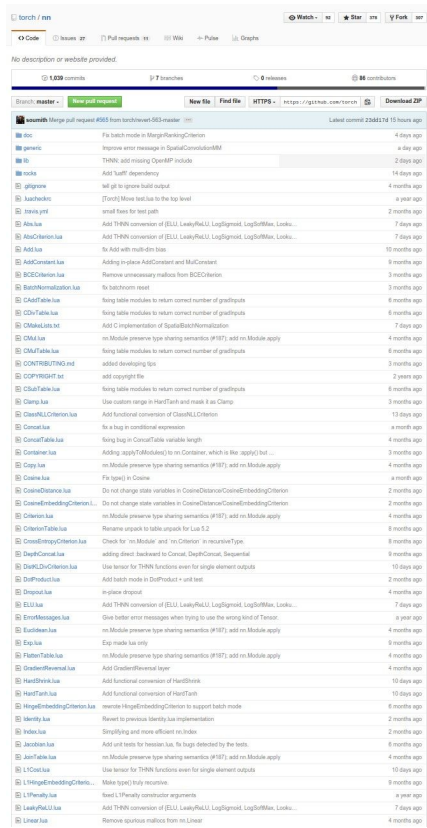 torch / nn
Watch 92 Star 378 Fork 397
Code Issues 27 Pull requests 11 Wiki Pulse Graphs
No description or website provided.
1,039 commits 7 branches 0 releases 86 contributors
Branch: master New pull request New file Find file HTTPS https://github.com/torch Download ZIP
soumith Merge pull request #565 from torch/revert-563-master Latest commit 23dd17d 15 hours ago
doc Fix batch mode in MerginRankingCriterion 4 days ago
generic Improve error message in SpatialConvolutionMM a day ago
lib THNN: add missing OpenMP include 2 days ago
rocks Add 'luaffi' dependency 14 days ago
.gitignore tell git to ignore build output 4 months ago
.luacheckrc [Torch] Move test.lua to the top level a year ago
.travis.yml small fixes for test path 2 months ago
Abs.lua Add THNN conversion of {ELU, LeakyReLU, LogSigmoid, LogSoftMax, Looku... 7 days ago
AbsCriterion.lua Add THNN conversion of {ELU, LeakyReLU, LogSigmoid, LogSoftMax, Looku... 7 days ago
Add.lua fix Add with multi-dim bias 10 months ago
AddConstant.lua Adding in-place AddConstant and MulConstant 8 months ago
BCECriterion.lua Remove unnecessary mallocs from BCECriterion 3 months ago
BatchNormalization.lua fix batchnorm reset 3 months ago
CAddTable.lua fixing table modules to return correct number of gradInputs 6 months ago
CDivTable.lua fixing table modules to return correct number of gradInputs 6 months ago
CMakeLists.txt Add C implementation of SpatialBatchNormalization 7 days ago
CMul.lua nn.Module preserve type sharing semantics (#187); add nn.Module.apply 4 months ago
CMulTable.lua fixing table modules to return correct number of gradInputs 6 months ago
CONTRIBUTING.md added developing tips 3 months ago
COPYRIGHT.txt add copyright file 2 years ago
CSubTable.lua fixing table modules to return correct number of gradInputs 6 months ago
Clamp.lua Use custom range in HardTanh and mask it as Clamp 3 months ago
ClassNLLCriterion.lua Add functional conversion of ClassNLLCriterion 13 days ago
Concat.lua fix a bug in conditional expression a month ago
ConcatTable.lua fixing bug in ConcatTable variable length 4 months ago
Container.lua Adding :applyToModules() to nn.Container, which is like :apply() but ... 3 months ago
Copy.lua nn.Module preserve type sharing semantics (#187); add nn.Module.apply 4 months ago
Cosine.lua Fix type() in Cosine a month ago
CosineDistance.lua Do not change state variables in CosineDistance/CosineEmbeddingCriterion 2 months ago
CosineEmbeddingCriterion.l... Do not change state variables in CosineDistance/CosineEmbeddingCriterion 2 months ago
Criterion.lua nn.Module preserve type sharing semantics (#187); add nn.Module.apply 4 months ago
CriterionTable.lua Rename unpack to table.unpack for Lua 5.2 8 months ago
CrossEntropyCriterion.lua Check for `nn.Module` and `nn.Criterion` in recursiveType. 8 months ago
DepthConcat.lua adding direct :backward to Concat, DepthConcat, Sequential 9 months ago
DistKLDivCriterion.lua Use tensor for THNN functions even for single element outputs 10 days ago
DotProduct.lua Add batch mode in DotProduct + unit test 2 months ago
Dropout.lua in-place dropout 4 months ago
ELU.lua Add THNN conversion of {ELU, LeakyReLU, LogSigmoid, LogSoftMax, Looku... 7 days ago
ErrorMessages.lua Give better error messages when trying to use the wrong kind of Tensor. a year ago
Euclidean.lua nn.Module preserve type sharing semantics (#187); add nn.Module.apply 4 months ago
Exp.lua Exp made lua only 9 months ago
FlattenTable.lua nn.Module preserve type sharing semantics (#187); add nn.Module.apply 4 months ago
GradientReversal.lua Add GradientReversal layer 4 months ago
HardShrink.lua Add functional conversion of HardShrink 10 days ago
HardTanh.lua Add functional conversion of HardTanh 10 days ago
HingeEmbeddingCriterion.lua rewrote HingeEmbeddingCriterion to support batch mode 6 months ago
Identity.lua Revert to previous Identity.lua implementation 2 months ago
Index.lua Simplifying and more efficient nn.Index 2 months ago
Jacobian.lua Add unit tests for hessian.lua, fix bugs detected by the tests. 6 months ago
JoinTable.lua nn.Module preserve type sharing semantics (#187); add nn.Module.apply 4 months ago
L1Cost.lua Use tensor for THNN functions even for single element outputs 10 days ago
L1HingeEmbeddingCriterio... Make type() truly recursive. 9 months ago
L1Penalty.lua fixed L1Penalty constructor arguments a year ago
LeakyReLU.lua Add THNN conversion of {ELU, LeakyReLU, LogSigmoid, LogSoftMax, Looku... 7 days ago
Linear.lua Remove spurious mallocs from nn.Linear 4 months ago